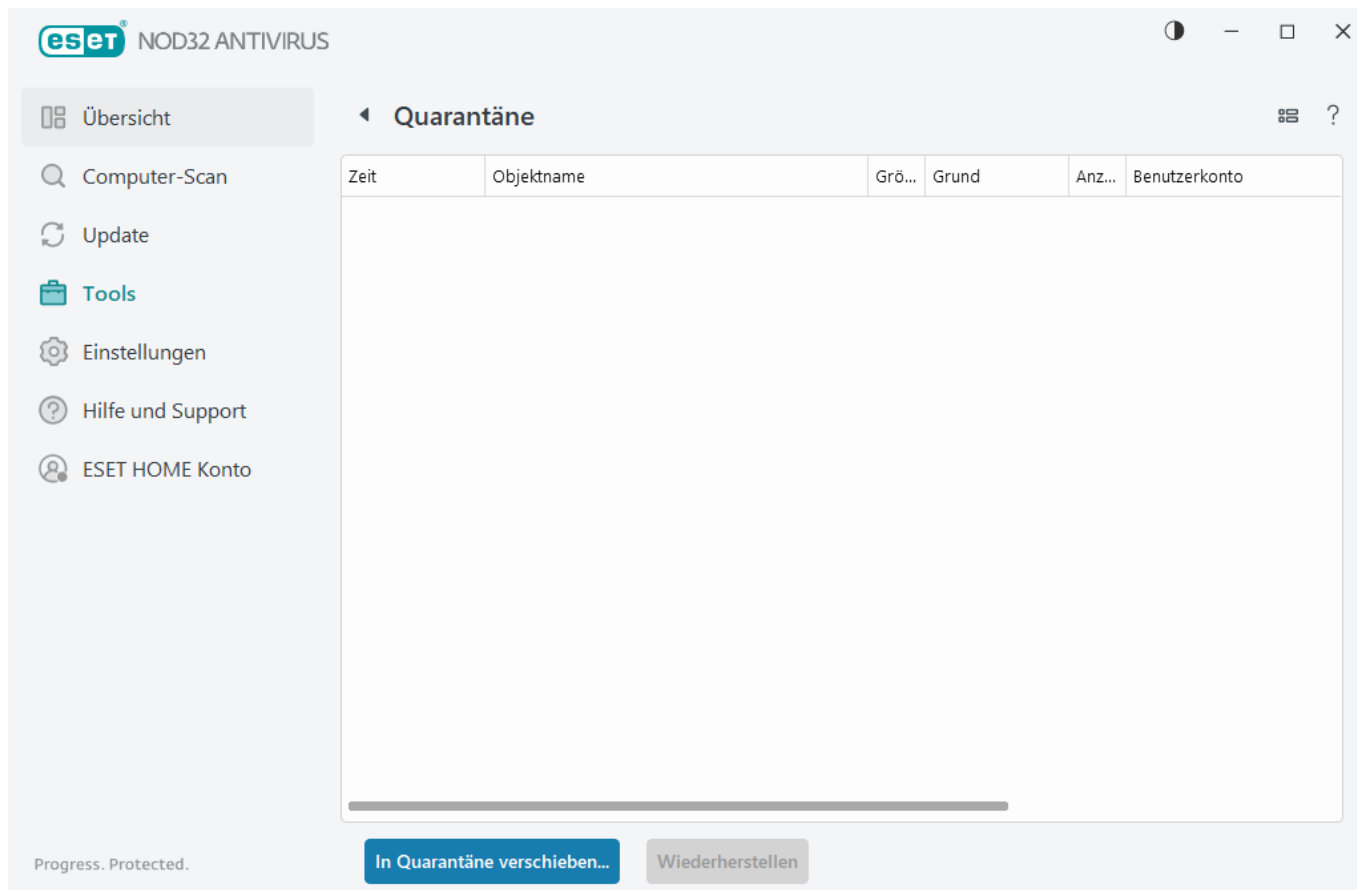 eset® NOD32 ANTIVIRUS
Übersicht
Computer-Scan
Update
Tools
Einstellungen
Hilfe und Support
ESET HOME Konto
Progress. Protected.
Quarantäne
?
Zeit Objektname Grö... Grund Anz... Benutzerkonto
In Quarantäne verschieben... Wiederherstellen